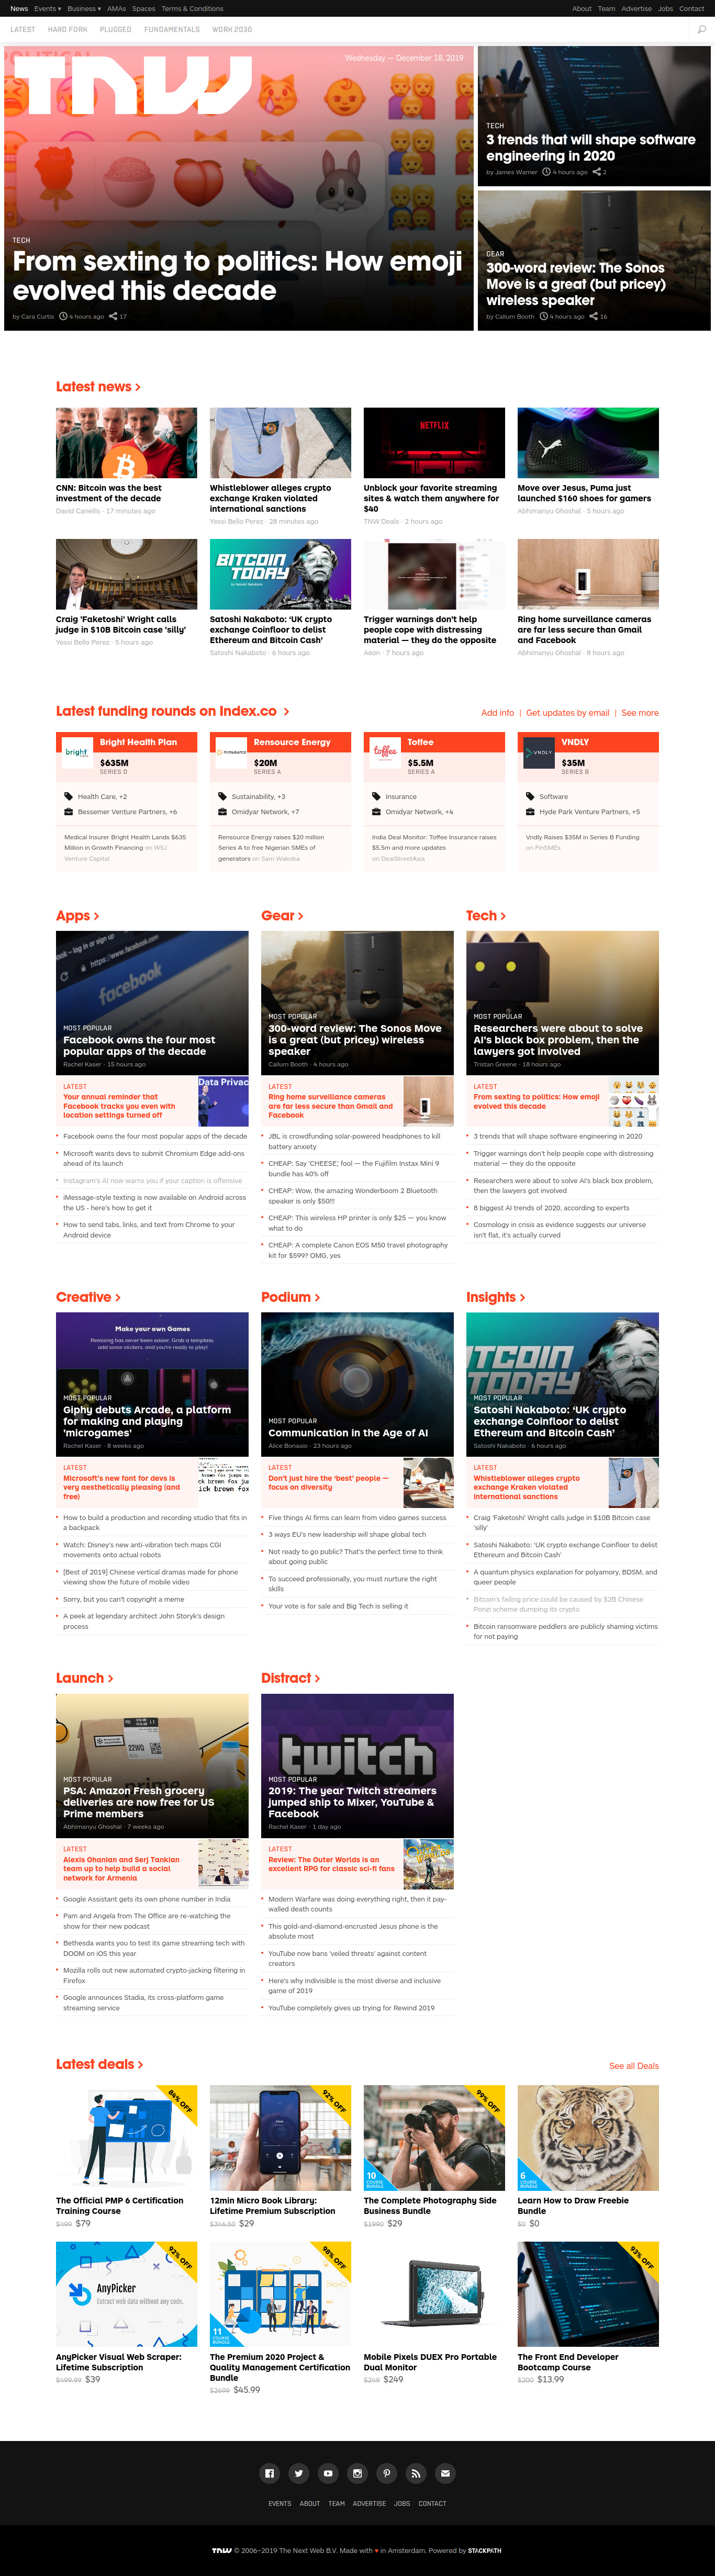 News Events ▾ Business ▾ AMAs Spaces Terms & Conditions
About Team Advertise Jobs Contact
LATEST HARD FORK PLUGGED FUNDAMENTALS WORK 2030
TNW
Wednesday — December 18, 2019
TECH
From sexting to politics: How emoji
evolved this decade
by Cara Curtis 4 hours ago 17
TECH
3 trends that will shape software
engineering in 2020
by James Warner 4 hours ago 2
GEAR
300-word review: The Sonos
Move is a great (but pricey)
wireless speaker
by Callum Booth 4 hours ago 16
Latest news
CNN: Bitcoin was the best
investment of the decade
David Canellis · 17 minutes ago
Whistleblower alleges crypto
exchange Kraken violated
international sanctions
Yessi Bello Perez · 28 minutes ago
NETFLIX
Unblock your favorite streaming
sites & watch them anywhere for
$40
TNW Deals · 2 hours ago
Move over Jesus, Puma just
launched $160 shoes for gamers
Abhimanyu Ghoshal · 5 hours ago
Craig 'Faketoshi' Wright calls
judge in $10B Bitcoin case 'silly'
Yessi Bello Perez · 5 hours ago
BITCOIN
TODAY
Satoshi Nakaboto: ‘UK crypto
exchange Coinfloor to delist
Ethereum and Bitcoin Cash’
Satoshi Nakaboto · 6 hours ago
Trigger warnings don't help
people cope with distressing
material — they do the opposite
Aeon · 7 hours ago
Ring home surveillance cameras
are far less secure than Gmail
and Facebook
Abhimanyu Ghoshal · 8 hours ago
Latest funding rounds on Index.co
Add info | Get updates by email | See more
bright
Bright Health Plan
$635M
SERIES D
Health Care, +2
Bessemer Venture Partners, +6
Medical Insurer Bright Health Lands $635
Million in Growth Financing on WSJ
Venture Capital
Rensource Energy
$20M
SERIES A
Sustainability, +3
Omidyar Network, +7
Rensource Energy raises $20 million
Series A to free Nigerian SMEs of
generators on Sam Wakoba
toffee
Toffee
$5.5M
SERIES A
Insurance
Omidyar Network, +4
India Deal Monitor: Toffee Insurance raises
$5.5m and more updates
on DealStreetAsia
VNDLY
VNDLY
$35M
SERIES B
Software
Hyde Park Venture Partners, +5
Vndly Raises $35M in Series B Funding
on FinSMEs
Apps
MOST POPULAR
Facebook owns the four most
popular apps of the decade
Rachel Kaser · 15 hours ago
LATEST
Your annual reminder that
Facebook tracks you even with
location settings turned off
Data Privac
Facebook owns the four most popular apps of the decade
Microsoft wants devs to submit Chromium Edge add-ons
ahead of its launch
Instagram's AI now warns you if your caption is offensive
iMessage-style texting is now available on Android across
the US - here's how to get it
How to send tabs, links, and text from Chrome to your
Android device
Gear
MOST POPULAR
300-word review: The Sonos Move
is a great (but pricey) wireless
speaker
Callum Booth · 4 hours ago
LATEST
Ring home surveillance cameras
are far less secure than Gmail and
Facebook
JBL is crowdfunding solar-powered headphones to kill
battery anxiety
CHEAP: Say 'CHEESE,' fool — the Fujifilm Instax Mini 9
bundle has 40% off
CHEAP: Wow, the amazing Wonderboom 2 Bluetooth
speaker is only $50!!!
CHEAP: This wireless HP printer is only $25 — you know
what to do
CHEAP: A complete Canon EOS M50 travel photography
kit for $599? OMG, yes
Tech
MOST POPULAR
Researchers were about to solve
AI's black box problem, then the
lawyers got involved
Tristan Greene · 18 hours ago
LATEST
From sexting to politics: How emoji
evolved this decade
3 trends that will shape software engineering in 2020
Trigger warnings don't help people cope with distressing
material — they do the opposite
Researchers were about to solve AI's black box problem,
then the lawyers got involved
8 biggest AI trends of 2020, according to experts
Cosmology in crisis as evidence suggests our universe
isn't flat, it's actually curved
Creative
Make your own Games
Remixing has never been easier. Grab a template,
add some stickers, and you're ready to play!
MOST POPULAR
Giphy debuts Arcade, a platform
for making and playing
'microgames'
Rachel Kaser · 8 weeks ago
LATEST
Microsoft's new font for devs is
very aesthetically pleasing (and
free)
How to build a production and recording studio that fits in
a backpack
Watch: Disney's new anti-vibration tech maps CGI
movements onto actual robots
[Best of 2019] Chinese vertical dramas made for phone
viewing show the future of mobile video
Sorry, but you can't copyright a meme
A peek at legendary architect John Storyk's design
process
Podium
MOST POPULAR
Communication in the Age of AI
Alice Bonasio · 23 hours ago
LATEST
Don't just hire the 'best' people —
focus on diversity
Five things AI firms can learn from video games success
3 ways EU's new leadership will shape global tech
Not ready to go public? That's the perfect time to think
about going public
To succeed professionally, you must nurture the right
skills
Your vote is for sale and Big Tech is selling it
Insights
MOST POPULAR
Satoshi Nakaboto: ‘UK crypto
exchange Coinfloor to delist
Ethereum and Bitcoin Cash’
Satoshi Nakaboto · 6 hours ago
LATEST
Whistleblower alleges crypto
exchange Kraken violated
international sanctions
Craig 'Faketoshi' Wright calls judge in $10B Bitcoin case
'silly'
Satoshi Nakaboto: ‘UK crypto exchange Coinfloor to delist
Ethereum and Bitcoin Cash’
A quantum physics explanation for polyamory, BDSM, and
queer people
Bitcoin's falling price could be caused by $2B Chinese
Ponzi scheme dumping its crypto
Bitcoin ransomware peddlers are publicly shaming victims
for not paying
Launch
MOST POPULAR
PSA: Amazon Fresh grocery
deliveries are now free for US
Prime members
Abhimanyu Ghoshal · 7 weeks ago
LATEST
Alexis Ohanian and Serj Tankian
team up to help build a social
network for Armenia
Google Assistant gets its own phone number in India
Pam and Angela from The Office are re-watching the
show for their new podcast
Bethesda wants you to test its game streaming tech with
DOOM on iOS this year
Mozilla rolls out new automated crypto-jacking filtering in
Firefox
Google announces Stadia, its cross-platform game
streaming service
Distract
twitch
MOST POPULAR
2019: The year Twitch streamers
jumped ship to Mixer, YouTube &
Facebook
Rachel Kaser · 1 day ago
LATEST
Review: The Outer Worlds is an
excellent RPG for classic sci-fi fans
Modern Warfare was doing everything right, then it pay-
walled death counts
This gold-and-diamond-encrusted Jesus phone is the
absolute most
YouTube now bans 'veiled threats' against content
creators
Here's why Indivisible is the most diverse and inclusive
game of 2019
YouTube completely gives up trying for Rewind 2019
Latest deals
See all Deals
84% OFF
The Official PMP 6 Certification
Training Course
$499 $79
92% OFF
12min Micro Book Library:
Lifetime Premium Subscription
$346.50 $29
99% OFF
10
COURSE
BUNDLE
The Complete Photography Side
Business Bundle
$1990 $29
6
COURSE
BUNDLE
Learn How to Draw Freebie
Bundle
$0 $0
92% OFF
AnyPicker
Extract web data without any code.
AnyPicker Visual Web Scraper:
Lifetime Subscription
$499.99 $39
98% OFF
11
COURSE
BUNDLE
The Premium 2020 Project &
Quality Management Certification
Bundle
$2699 $45.99
Mobile Pixels DUEX Pro Portable
Dual Monitor
$249 $249
93% OFF
The Front End Developer
Bootcamp Course
$200 $13.99
EVENTS ABOUT TEAM ADVERTISE JOBS CONTACT
TNW © 2006–2019 The Next Web B.V. Made with ♥ in Amsterdam. Powered by STACKPATH